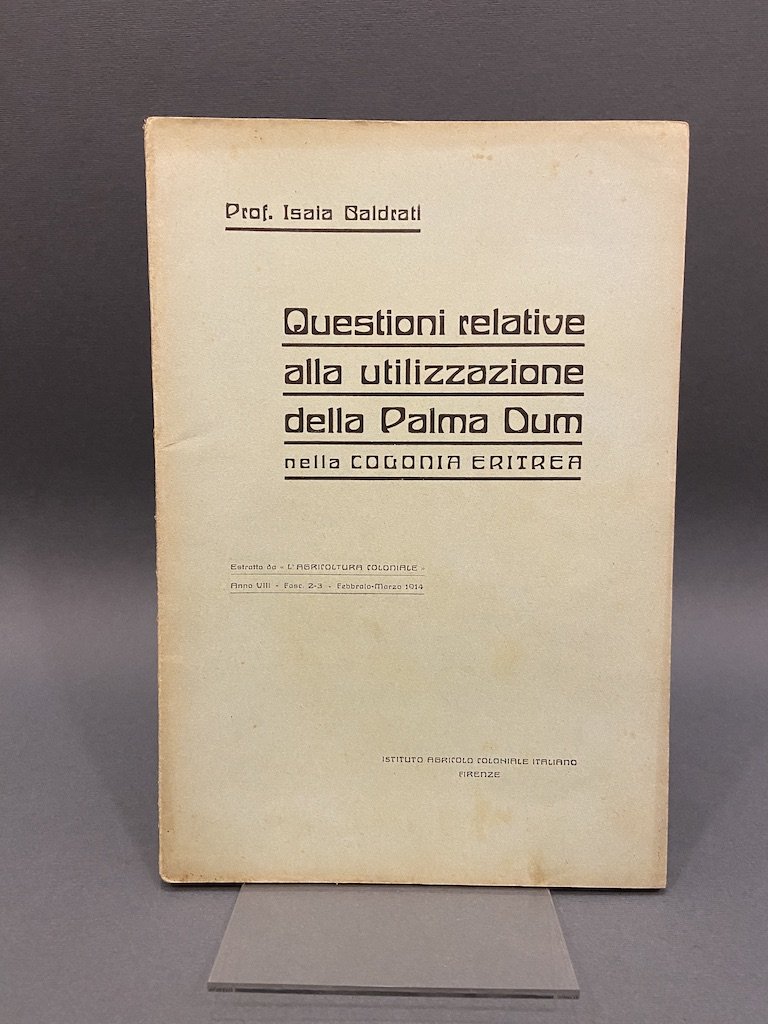 Prof. Isaia Baldrati
Questioni relative
alla utilizzazione
della Palma Dum
nella COLONIA ERITREA
Estratto da « L'AGRICOLTURA COLONIALE »
Anno VIII - Fasc. 2-3 - Febbraio-Marzo 1914
ISTITUTO AGRICOLO COLONIALE ITALIANO
FIRENZE